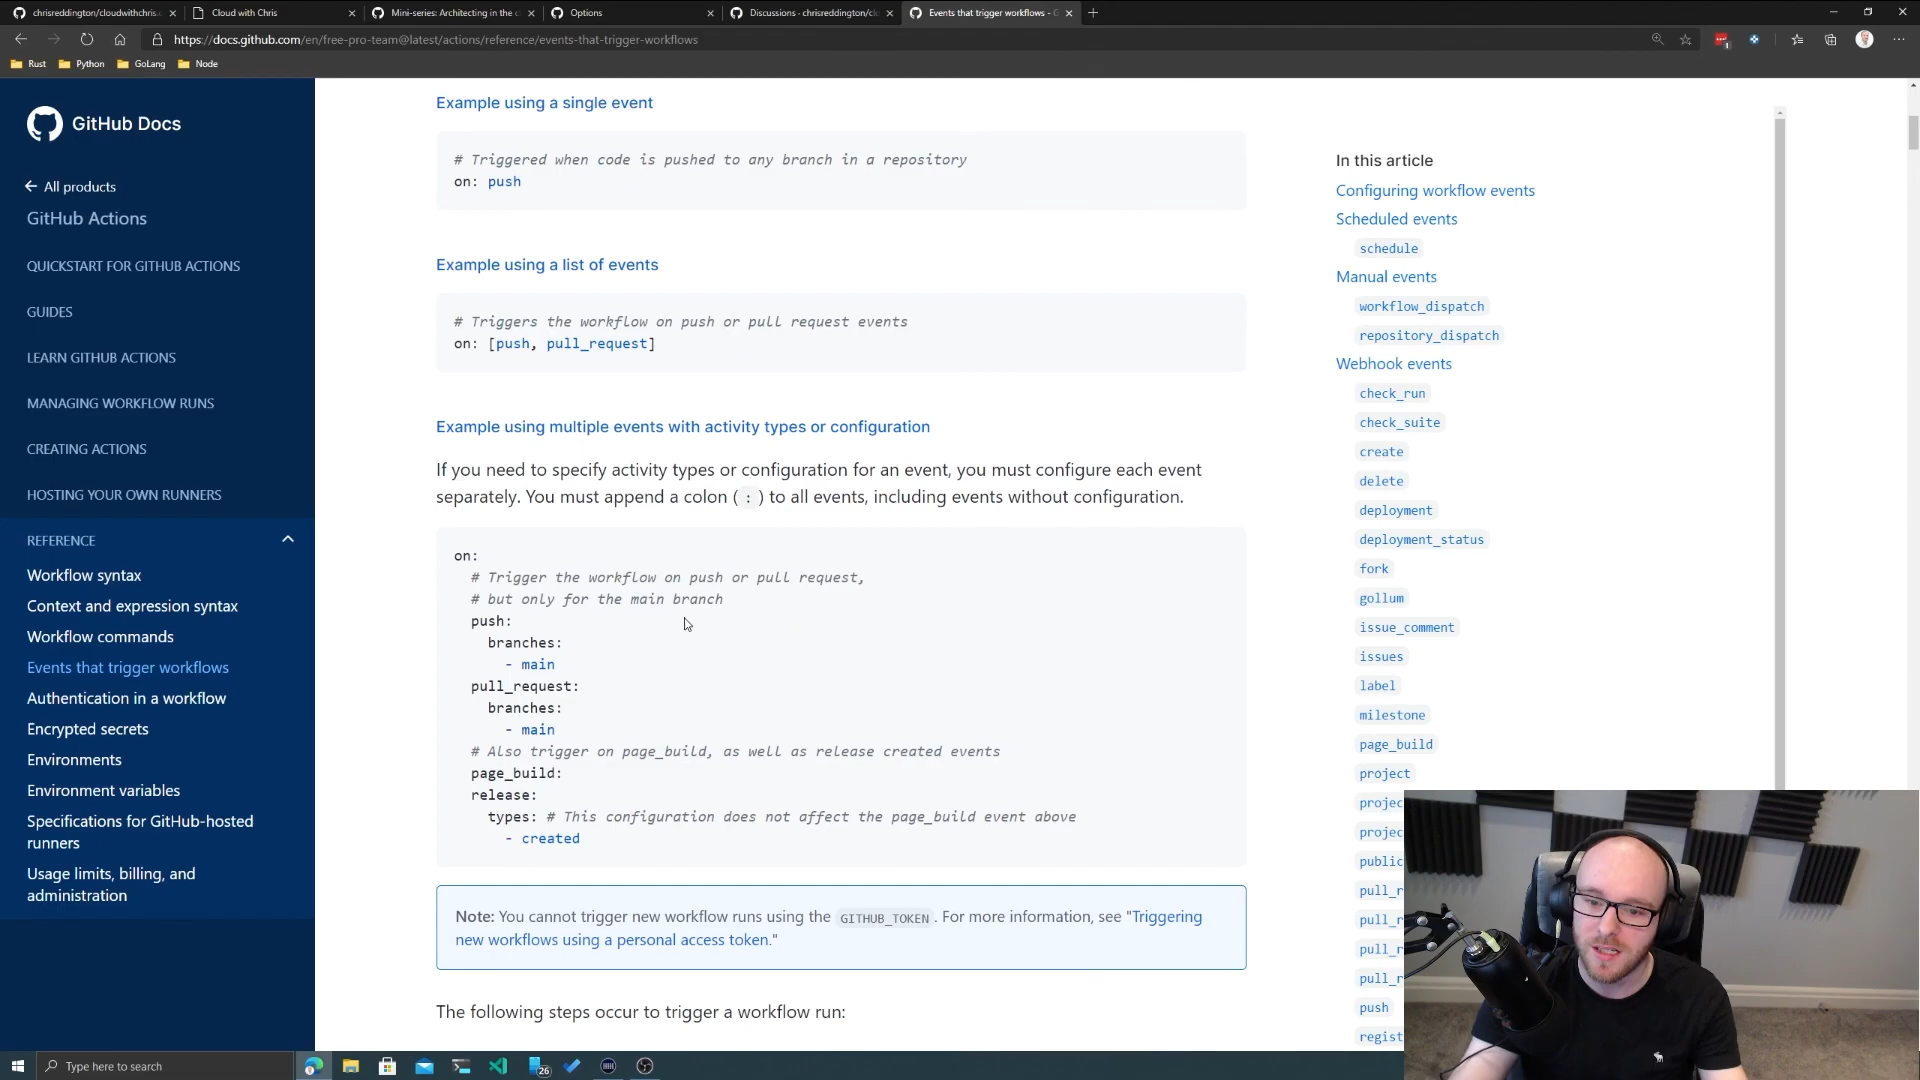 chrisreddington/cloudwithchris.
Cloud with Chris
Mini-series: Architecting in the c
Options
Discussions · chrisreddington/clo
Events that trigger workflows - G
https://docs.github.com/en/free-pro-team@latest/actions/reference/events-that-trigger-workflows
Rust
Python
GoLang
Node
GitHub Docs
All products
GitHub Actions
QUICKSTART FOR GITHUB ACTIONS
GUIDES
LEARN GITHUB ACTIONS
MANAGING WORKFLOW RUNS
CREATING ACTIONS
HOSTING YOUR OWN RUNNERS
REFERENCE
Workflow syntax
Context and expression syntax
Workflow commands
Events that trigger workflows
Authentication in a workflow
Encrypted secrets
Environments
Environment variables
Specifications for GitHub-hosted
runners
Usage limits, billing, and
administration
Example using a single event
# Triggered when code is pushed to any branch in a repository
on: push
Example using a list of events
# Triggers the workflow on push or pull request events
on: [push, pull_request]
Example using multiple events with activity types or configuration
If you need to specify activity types or configuration for an event, you must configure each event
separately. You must append a colon ( : ) to all events, including events without configuration.
on:
# Trigger the workflow on push or pull request,
# but only for the main branch
push:
branches:
- main
pull_request:
branches:
- main
# Also trigger on page_build, as well as release created events
page_build:
release:
types: # This configuration does not affect the page_build event above
- created
Note: You cannot trigger new workflow runs using the GITHUB_TOKEN . For more information, see "Triggering
new workflows using a personal access token."
The following steps occur to trigger a workflow run:
In this article
Configuring workflow events
Scheduled events
schedule
Manual events
workflow_dispatch
repository_dispatch
Webhook events
check_run
check_suite
create
delete
deployment
deployment_status
fork
gollum
issue_comment
issues
label
milestone
page_build
project
projec
projec
public
pull_r
pull_r
pull_r
pull_r
push
regist
Type here to search
26